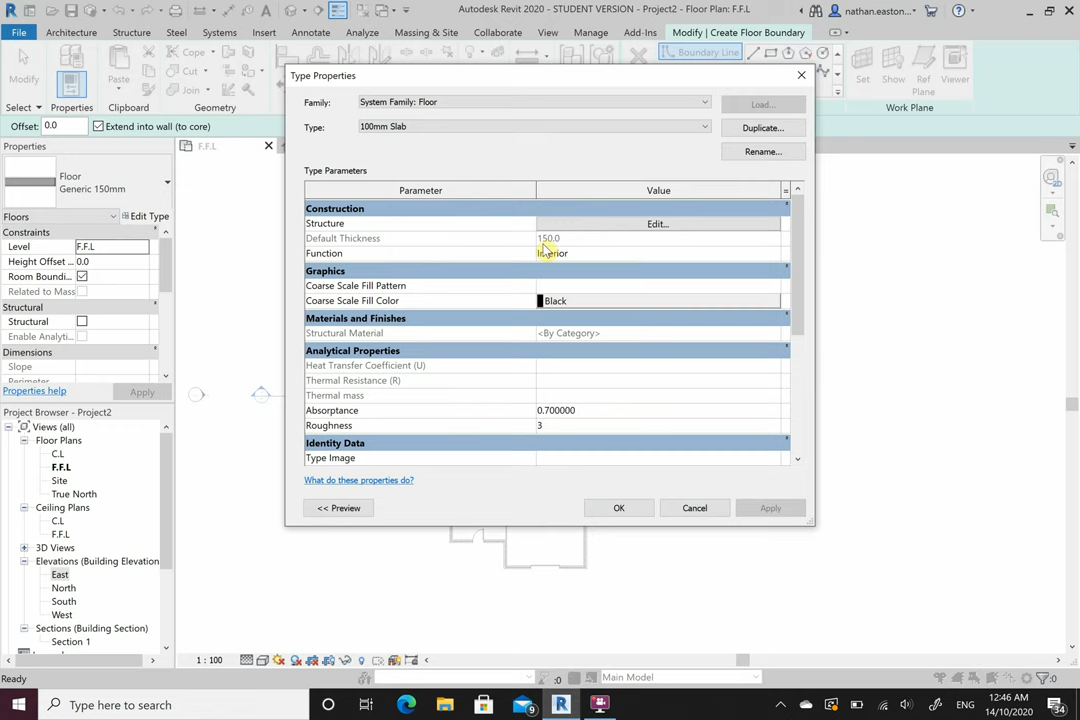 Autodesk Revit 2020 - STUDENT VERSION - Project2 - Floor Plan: F.F.L
nathan.easton...
File Architecture Structure Steel Systems Insert Annotate Analyze Massing & Site Collaborate View Manage Add-Ins Modify | Create Floor Boundary
Modify
Paste
Cope
Cut
Join
Boundary Line
Set Show Ref Plane Viewer
Select Properties Clipboard Geometry Work Plane
Offset: 0.0 Extend into wall (to core)
Properties
F.F.L
Floor
Generic 150mm
Floors Edit Type
Constraints
Level F.F.L
Height Offset ... 0.0
Room Boundi...
Related to Mass
Structural
Structural
Enable Analyti...
Dimensions
Slope
Perimeter
Properties help Apply
Project Browser - Project2
Views (all)
Floor Plans
C.L
F.F.L
Site
True North
Ceiling Plans
C.L
F.F.L
3D Views
Elevations (Building Elevation
East
North
South
West
Sections (Building Section)
Section 1
Type Properties
Family: System Family: Floor Load...
Type: 100mm Slab Duplicate...
Rename...
Type Parameters
Parameter Value =
Construction
Structure Edit...
Default Thickness 150.0
Function Interior
Graphics
Coarse Scale Fill Pattern
Coarse Scale Fill Color Black
Materials and Finishes
Structural Material <By Category>
Analytical Properties
Heat Transfer Coefficient (U)
Thermal Resistance (R)
Thermal mass
Absorptance 0.700000
Roughness 3
Identity Data
Type Image
What do these properties do?
<< Preview OK Cancel Apply
1 : 100
Ready :0 Main Model :0
Type here to search
9
12:46 AM
14/10/2020
34